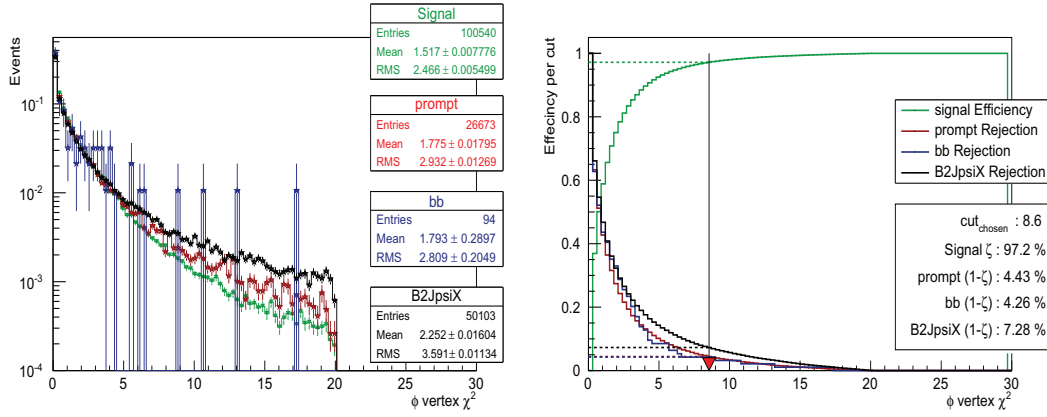 Events
10⁻¹
10⁻²
10⁻³
10⁻⁴
0 5 10 15 20 25 30
ϕ vertex χ²
Signal
Entries 100540
Mean 1.517 ± 0.007776
RMS 2.466 ± 0.005499
prompt
Entries 26673
Mean 1.775 ± 0.01795
RMS 2.932 ± 0.01269
bb
Entries 94
Mean 1.793 ± 0.2897
RMS 2.809 ± 0.2049
B2JpsiX
Entries 50103
Mean 2.252 ± 0.01604
RMS 3.591 ± 0.01134
Effecincy per cut
1
0.8
0.6
0.4
0.2
0
0 5 10 15 20 25 30
ϕ vertex χ²
signal Efficiency
prompt Rejection
bb Rejection
B2JpsiX Rejection
cut_chosen : 8.6
Signal ζ : 97.2 %
prompt (1-ζ) : 4.43 %
bb (1-ζ) : 4.26 %
B2JpsiX (1-ζ) : 7.28 %